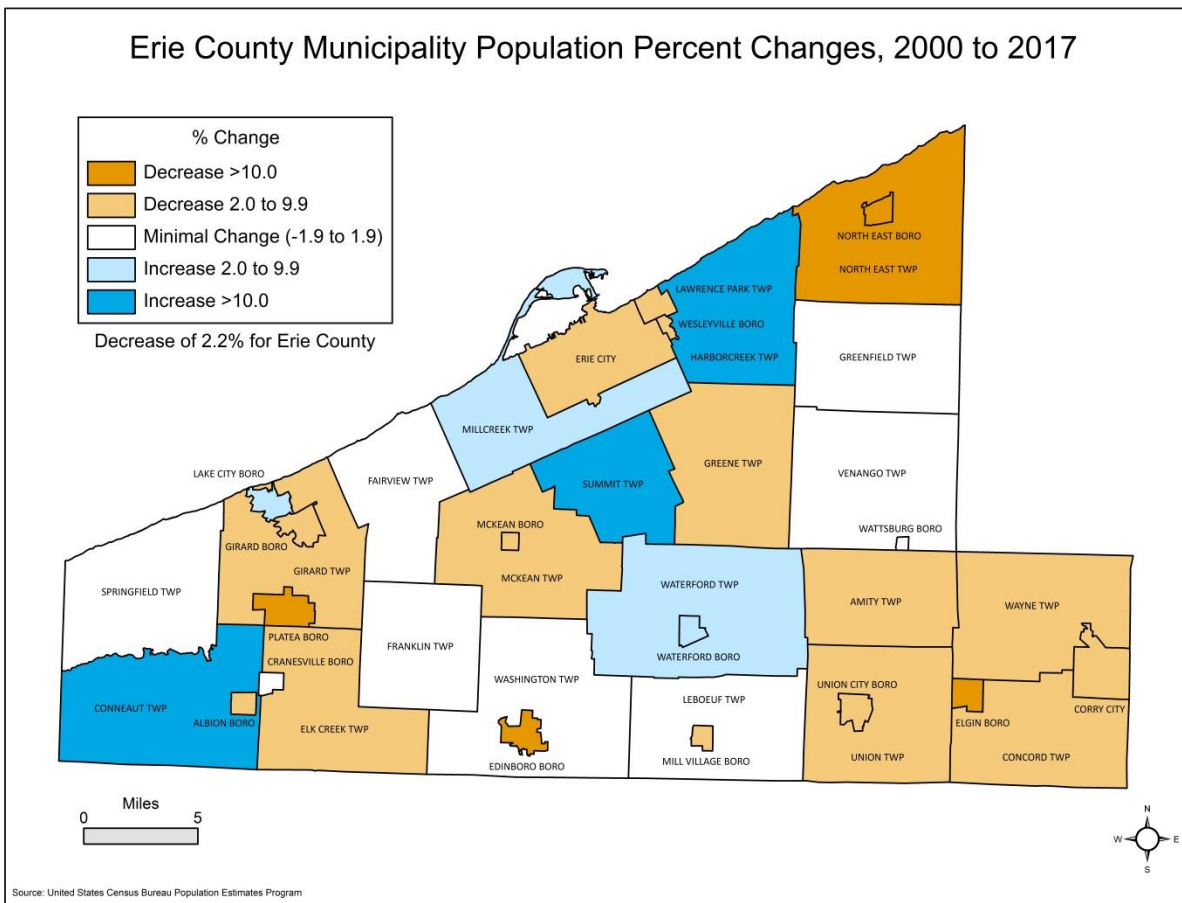 Erie County Municipality Population Percent Changes, 2000 to 2017
% Change
Decrease >10.0
Decrease 2.0 to 9.9
Minimal Change (-1.9 to 1.9)
Increase 2.0 to 9.9
Increase >10.0
Decrease of 2.2% for Erie County
NORTH EAST BORO
NORTH EAST TWP
LAWRENCE PARK TWP
WESLEYVILLE BORO
HARBORCREEK TWP
GREENFIELD TWP
ERIE CITY
MILLCREEK TWP
LAKE CITY BORO
FAIRVIEW TWP
SUMMIT TWP
GREENE TWP
VENANGO TWP
WATTSBURG BORO
MCKEAN BORO
GIRARD BORO
GIRARD TWP
MCKEAN TWP
SPRINGFIELD TWP
WATERFORD TWP
AMITY TWP
WAYNE TWP
PLATEA BORO
FRANKLIN TWP
WATERFORD BORO
CRANESVILLE BORO
WASHINGTON TWP
LEBOEUF TWP
UNION CITY BORO
CONNEAUT TWP
ALBION BORO
ELK CREEK TWP
ELGIN BORO
CORRY CITY
EDINBORO BORO
MILL VILLAGE BORO
UNION TWP
CONCORD TWP
Miles
0 5
N
W E
S
Source: United States Census Bureau Population Estimates Program